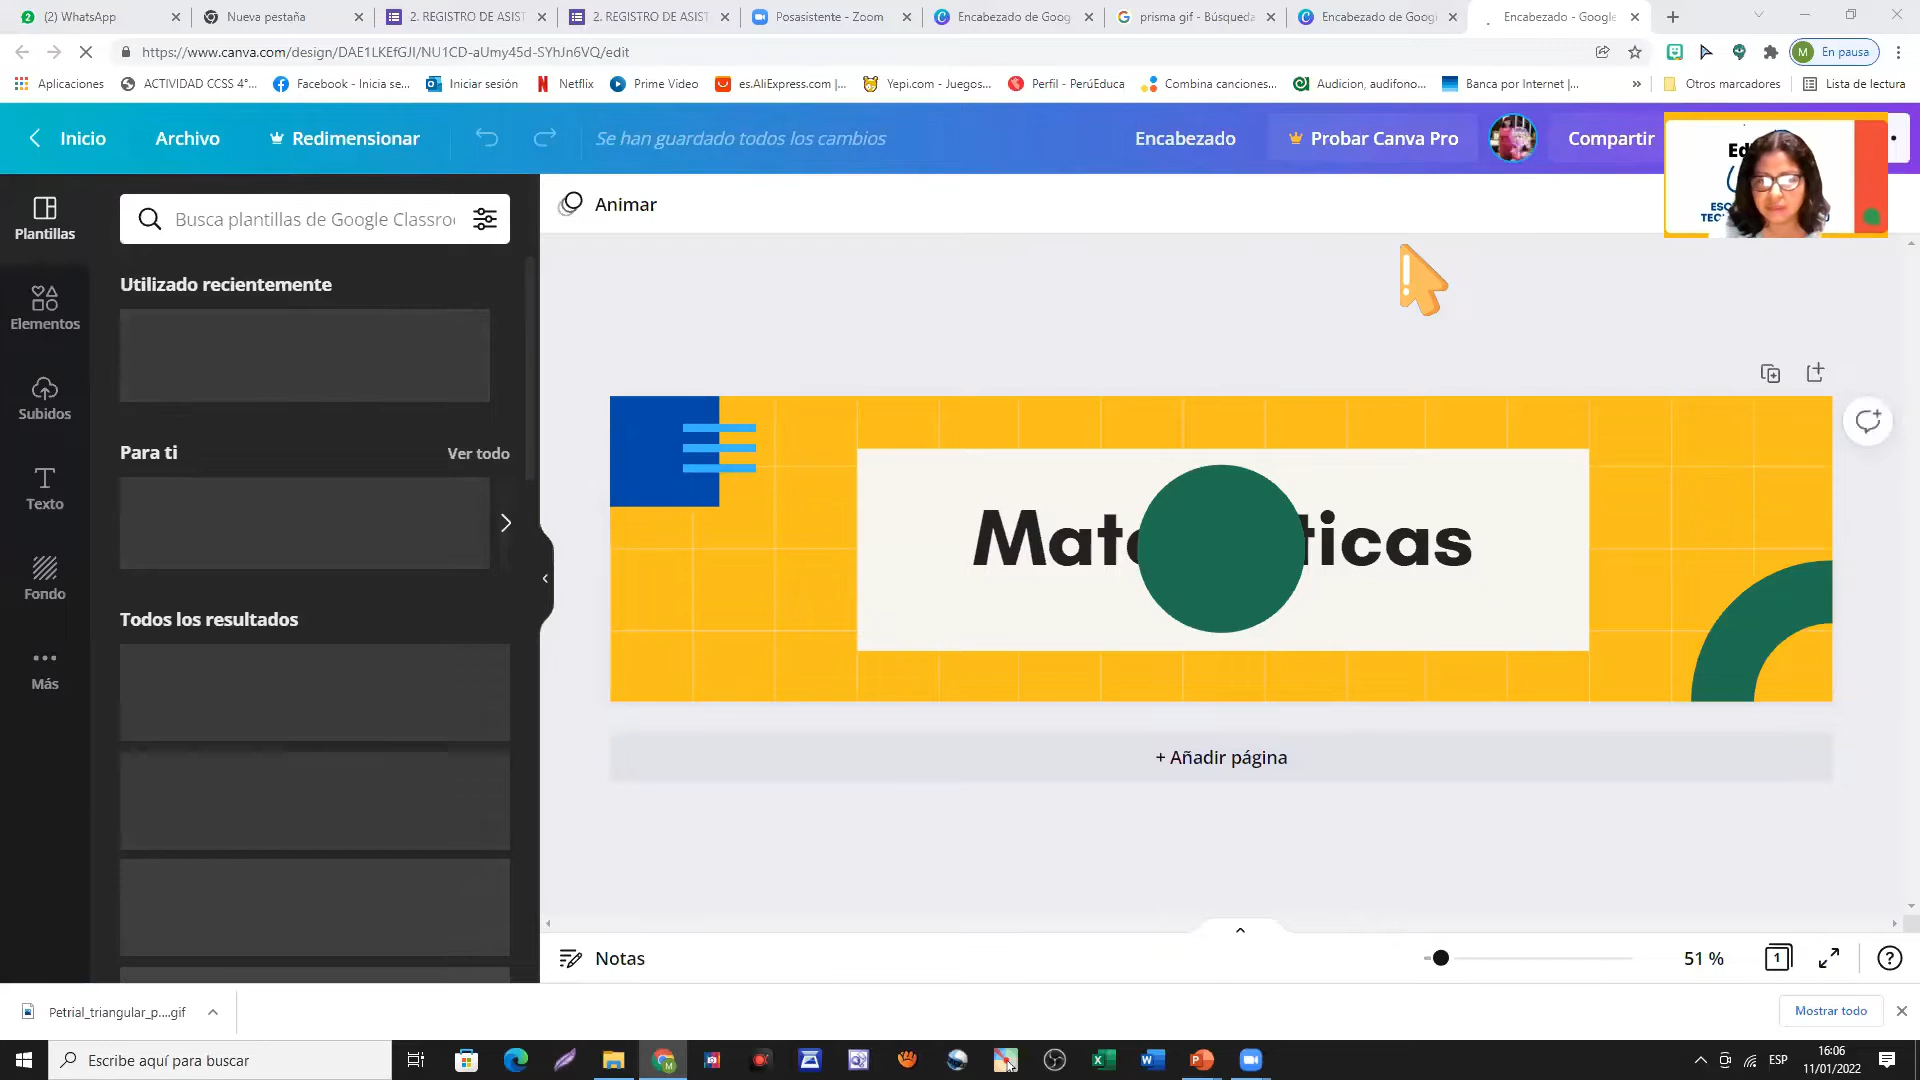 (2) WhatsApp
Nueva pestaña
2. REGISTRO DE ASIST
2. REGISTRO DE ASIST
Posasistente - Zoom
Encabezado de Goog
prisma gif - Búsqueda
Encabezado de Googl
Encabezado - Google
https://www.canva.com/design/DAE1LKEfGJI/NU1CD-aUmy45d-SYhJn6VQ/edit
M
En pausa
Aplicaciones
ACTIVIDAD CCSS 4°...
Facebook - Inicia se...
Iniciar sesión
Netflix
Prime Video
es.AliExpress.com |...
Yepi.com - Juegos...
Perfil - PerúEduca
Combina canciones...
Audicion, audifono...
Banca por Internet |...
Otros marcadores
Lista de lectura
Inicio
Archivo
Redimensionar
Se han guardado todos los cambios
Encabezado
Probar Canva Pro
Compartir
Plantillas
Elementos
Subidos
Texto
Fondo
Más
Busca plantillas de Google Classroo
Utilizado recientemente
Para ti
Ver todo
Todos los resultados
Animar
Mate ticas
+ Añadir página
Notas
51 %
1
Petrial_triangular_p....gif
Mostrar todo
Escribe aquí para buscar
ESP
16:06
11/01/2022